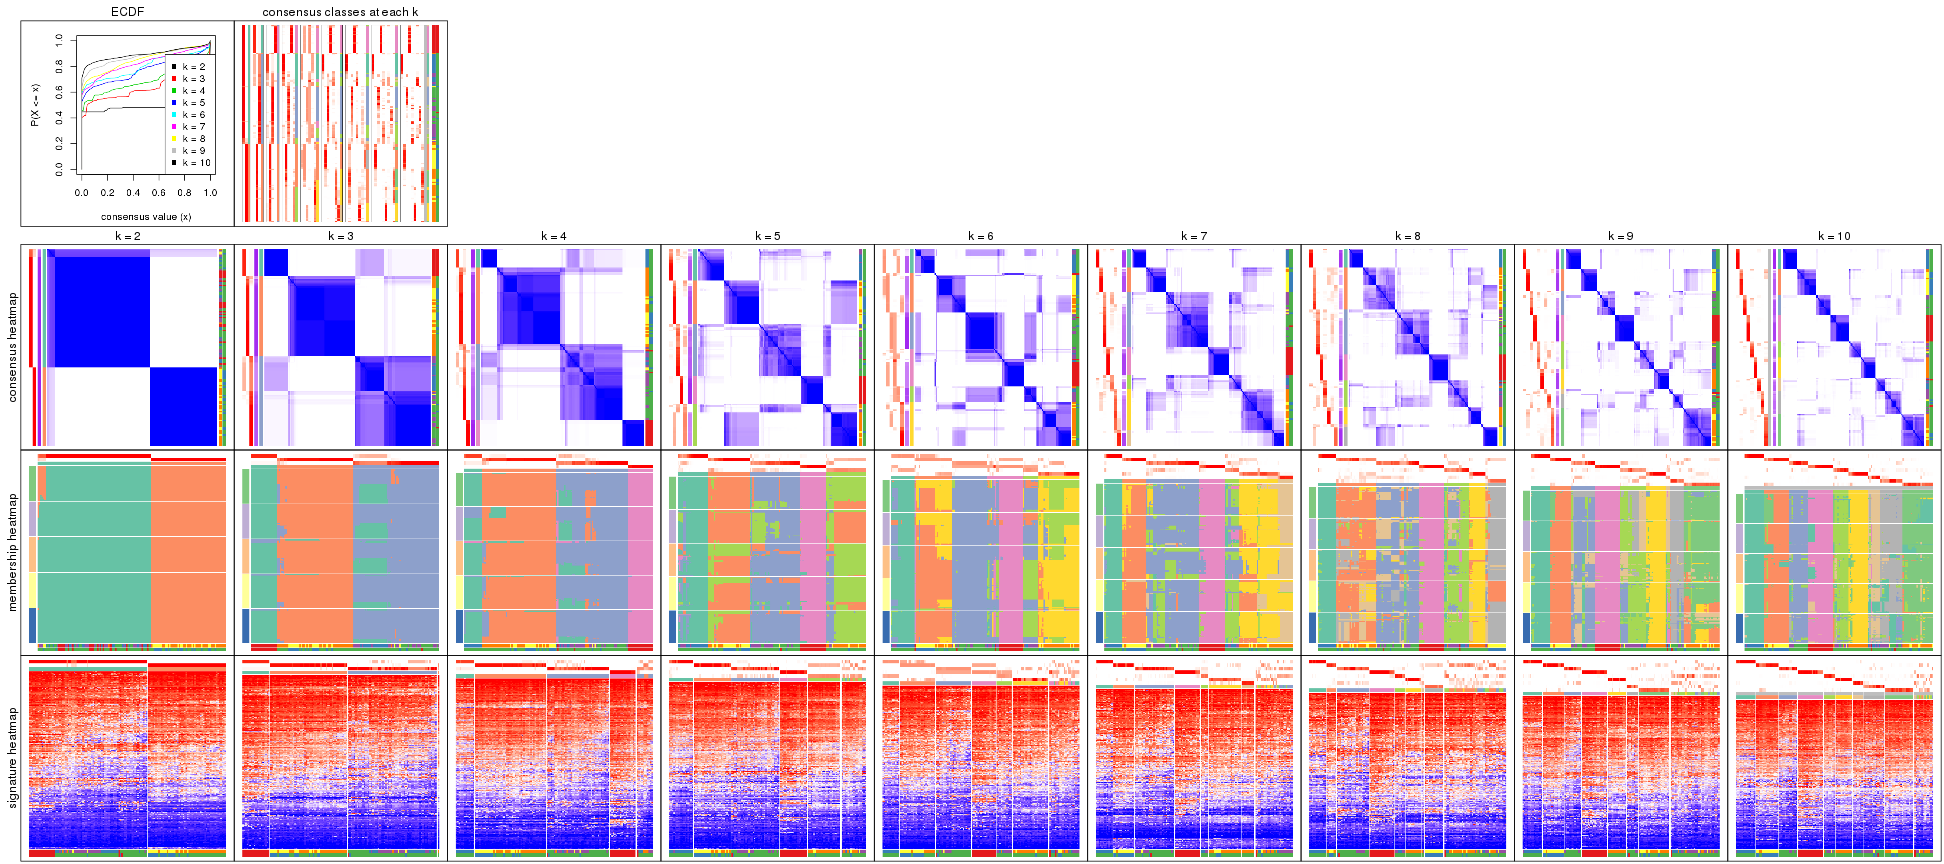 ECDF
consensus classes at each k
P(X <= x)
0.0 0.2 0.4 0.6 0.8 1.0
k = 2
k = 3
k = 4
k = 5
k = 6
k = 7
k = 8
k = 9
k = 10
0.0 0.2 0.4 0.6 0.8 1.0
consensus value (x)
k = 2 k = 3 k = 4 k = 5 k = 6 k = 7 k = 8 k = 9 k = 10
consensus heatmap
membership heatmap
signature heatmap